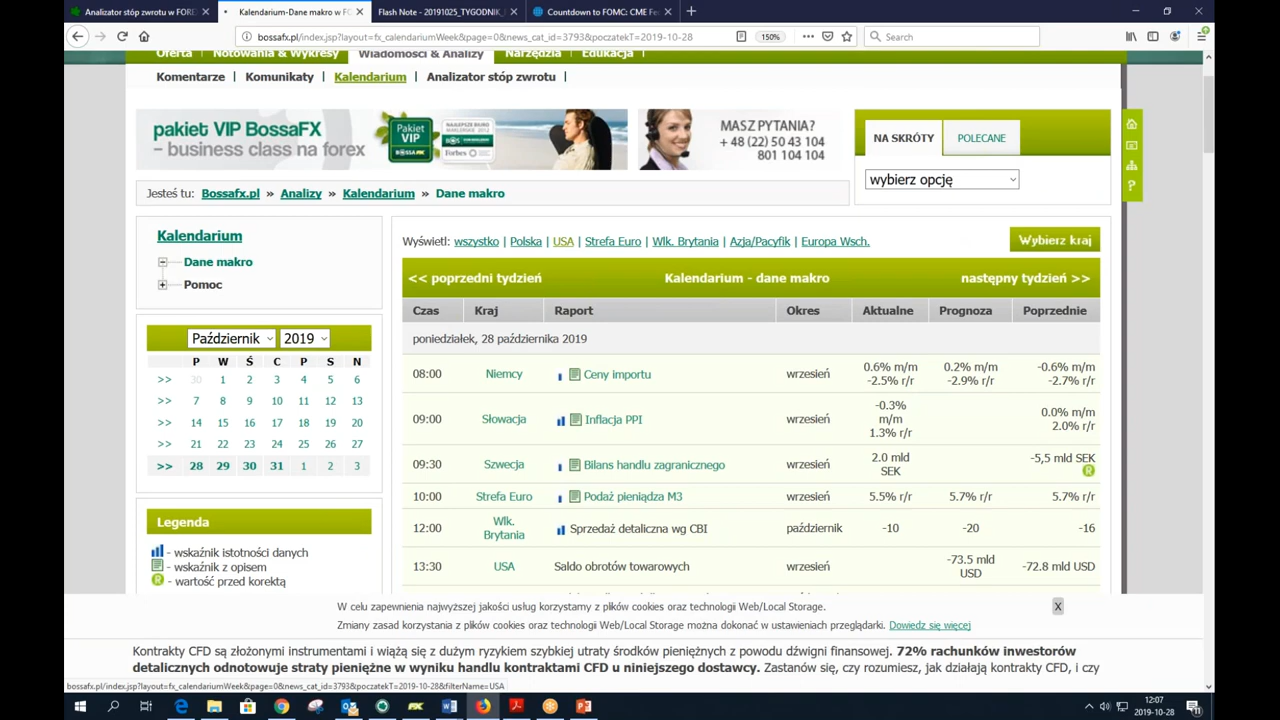 Analizator stóp zwrotu w FORE
Kalendarium-Dane makro w FO
Flash Note - 20191025_TYGODNIK_
Countdown to FOMC: CME Fe
bossafx.pl/index.jsp?layout=fx_calendariumWeek&page=0&news_cat_id=3793&poczatekT=2019-10-28
150%
Search
Oferta | Notowania & Wykresy Wiadomości & Analizy Narzędzia | Edukacja |
Komentarze | Komunikaty | Kalendarium | Analizator stóp zwrotu |
pakiet VIP BossaFX
– business class na forex
Pakiet
VIP
NAJLEPSZE BIURO
MAKLERSKIE 2012
Forbes
MASZ PYTANIA?
+ 48 (22) 50 43 104
801 104 104
NA SKRÓTY
POLECANE
wybierz opcję
Jesteś tu: Bossafx.pl » Analizy » Kalendarium » Dane makro
Kalendarium
Dane makro
Pomoc
Październik 2019
P W Ś C P S N
>> 30 1 2 3 4 5 6
>> 7 8 9 10 11 12 13
>> 14 15 16 17 18 19 20
>> 21 22 23 24 25 26 27
>> 28 29 30 31 1 2 3
Legenda
- wskaźnik istotności danych
- wskaźnik z opisem
R - wartość przed korektą
Wyświetl: wszystko | Polska | USA | Strefa Euro | Wlk. Brytania | Azja/Pacyfik | Europa Wsch.
Wybierz kraj
<< poprzedni tydzień Kalendarium - dane makro następny tydzień >>
Czas Kraj Raport Okres Aktualne Prognoza Poprzednie
poniedziałek, 28 października 2019
08:00 Niemcy Ceny importu wrzesień 0.6% m/m 0.2% m/m -0.6% m/m
-2.5% r/r -2.9% r/r -2.7% r/r
09:00 Słowacja Inflacja PPI wrzesień -0.3%
m/m 0.0% m/m
1.3% r/r 2.0% r/r
09:30 Szwecja Bilans handlu zagranicznego wrzesień 2.0 mld
SEK -5,5 mld SEK
R
10:00 Strefa Euro Podaż pieniądza M3 wrzesień 5.5% r/r 5.7% r/r 5.7% r/r
12:00 Wlk.
Brytania Sprzedaż detaliczna wg CBI październik -10 -20 -16
13:30 USA Saldo obrotów towarowych wrzesień -73.5 mld
USD -72.8 mld USD
W celu zapewnienia najwyższej jakości usług korzystamy z plików cookies oraz technologii Web/Local Storage.
X
Zmiany zasad korzystania z plików cookies oraz technologii Web/Local Storage można dokonać w ustawieniach przeglądarki. Dowiedz się więcej
Kontrakty CFD są złożonymi instrumentami i wiążą się z dużym ryzykiem szybkiej utraty środków pieniężnych z powodu dźwigni finansowej. 72% rachunków inwestorów
detalicznych odnotowuje straty pieniężne w wyniku handlu kontraktami CFD u niniejszego dostawcy. Zastanów się, czy rozumiesz, jak działają kontrakty CFD, i czy
bossafx.pl/index.jsp?layout=fx_calendariumWeek&page=0&news_cat_id=3793&poczatekT=2019-10-28&filterName=USA
12:07
2019-10-28